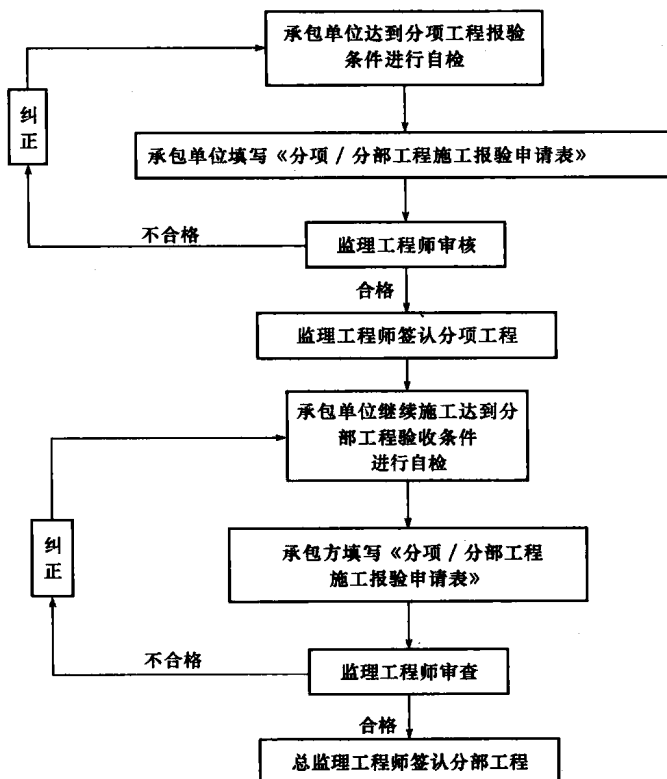 承包单位达到分项工程报验
条件进行自检
纠
正
承包单位填写《分项/分部工程施工报验申请表》
不合格
监理工程师审核
合格
监理工程师签认分项工程
承包单位继续施工达到分
部工程验收条件
进行自检
纠
正
承包方填写《分项/分部工程
施工报验申请表》
不合格
监理工程师审查
合格
总监理工程师签认分部工程